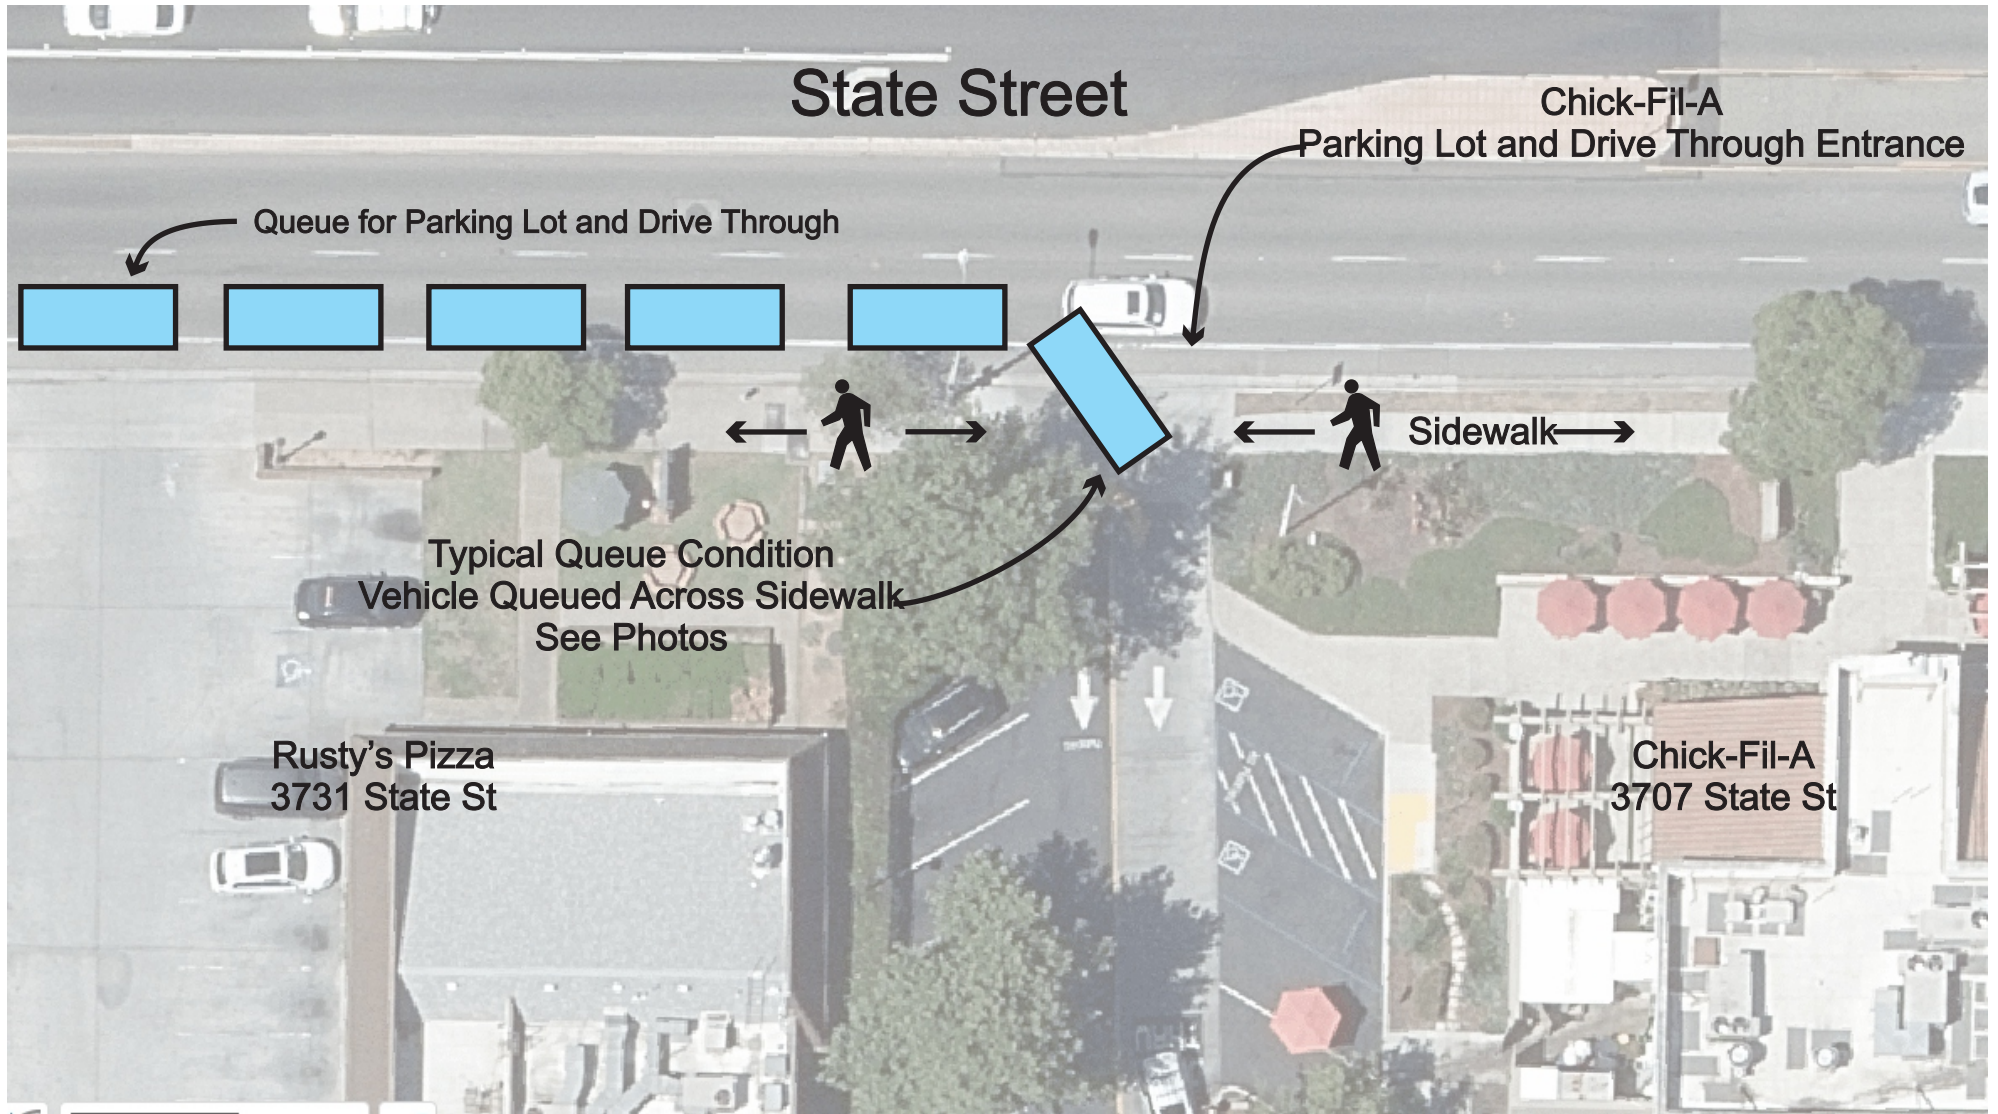 State Street
Chick-Fil-A
Parking Lot and Drive Through Entrance
Queue for Parking Lot and Drive Through
Sidewalk
Typical Queue Condition
Vehicle Queued Across Sidewalk
See Photos
Rusty’s Pizza
3731 State St
Chick-Fil-A
3707 State St